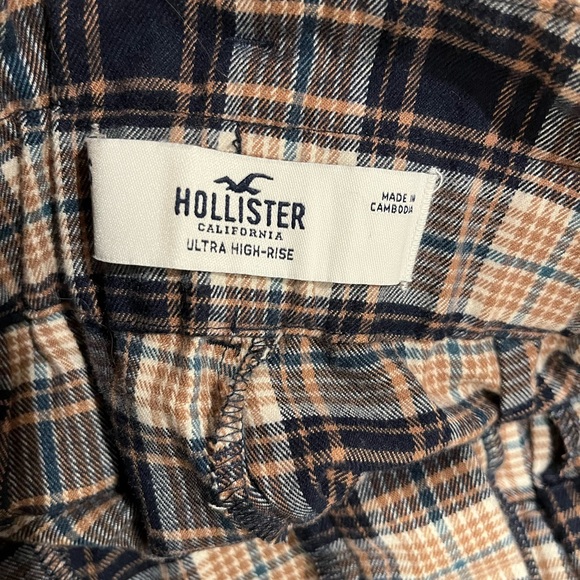 HOLLISTER
CALIFORNIA
ULTRA HIGH-RISE
MADE IN
CAMBODIA